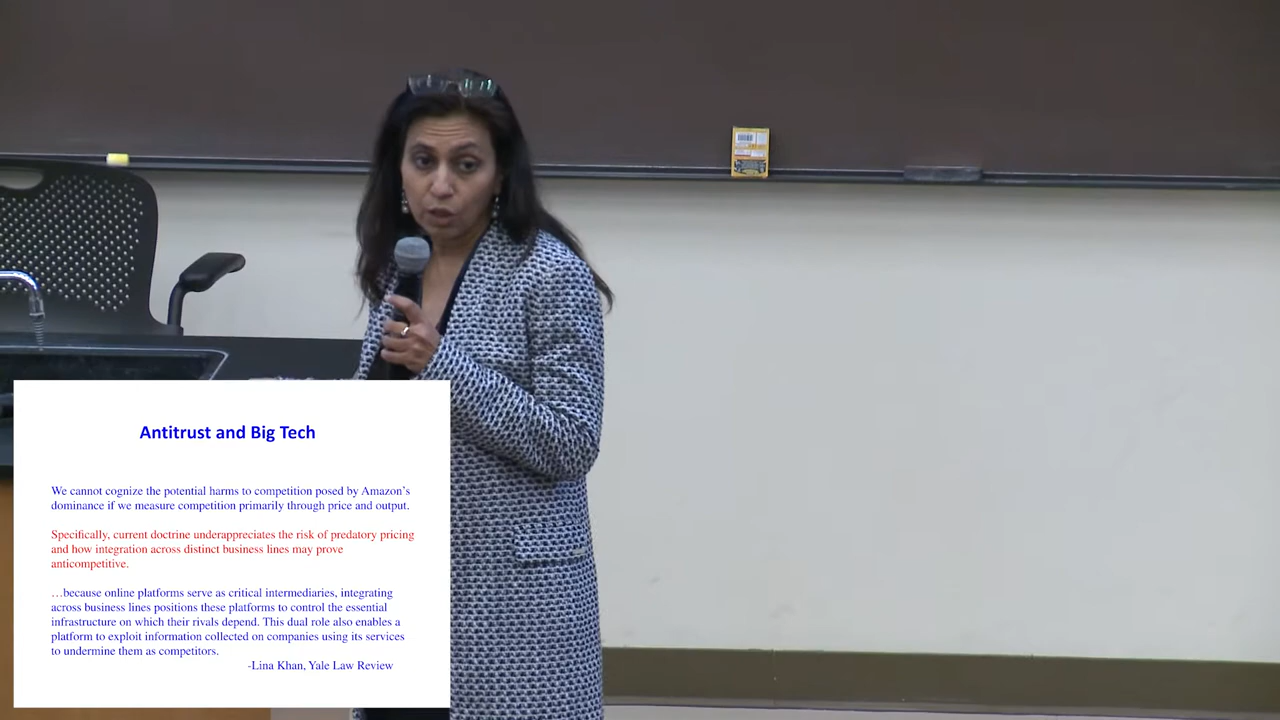 Antitrust and Big Tech
We cannot cognize the potential harms to competition posed by Amazon's
dominance if we measure competition primarily through price and output.
Specifically, current doctrine underappreciates the risk of predatory pricing
and how integration across distinct business lines may prove
anticompetitive.
…because online platforms serve as critical intermediaries, integrating
across business lines positions these platforms to control the essential
infrastructure on which their rivals depend. This dual role also enables a
platform to exploit information collected on companies using its services
to undermine them as competitors.
-Lina Khan, Yale Law Review